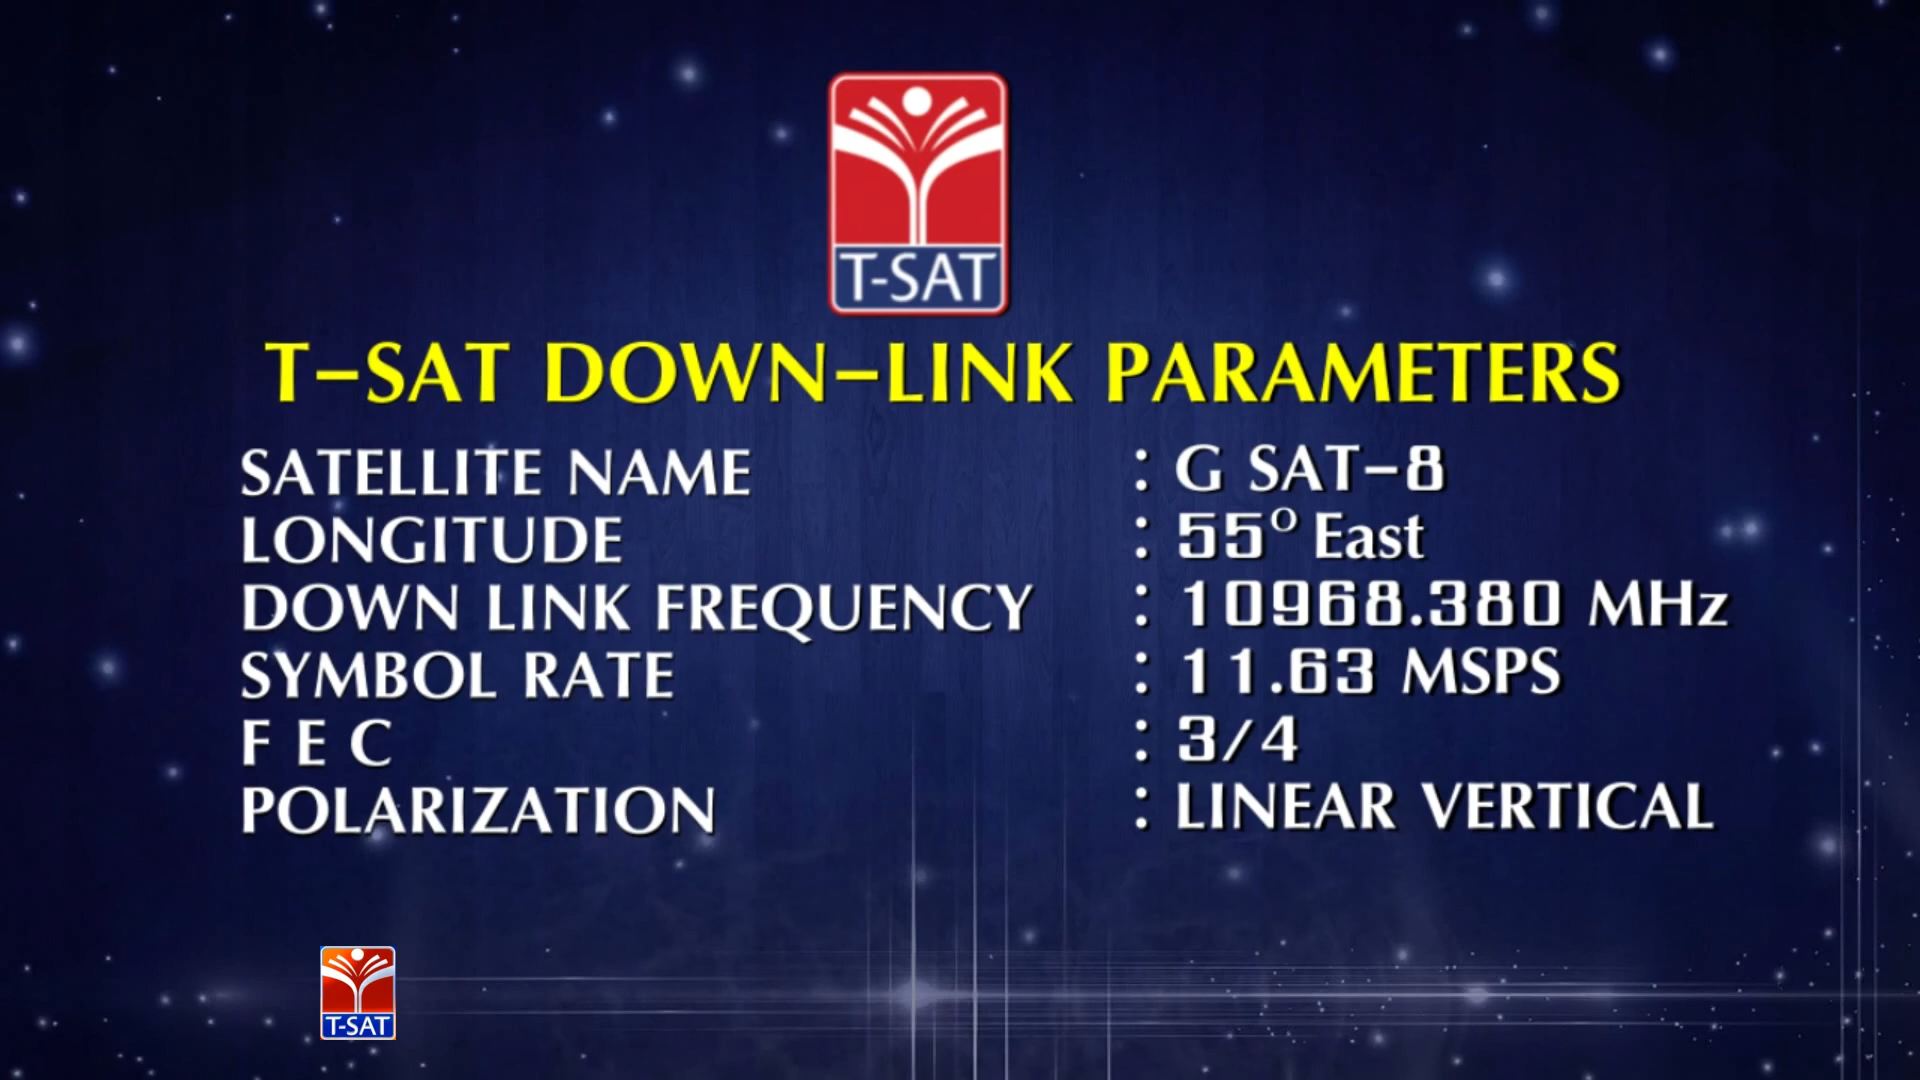 T-SAT
T-SAT DOWN-LINK PARAMETERS
SATELLITE NAME : G SAT-8
LONGITUDE : 55° East
DOWN LINK FREQUENCY : 10968.380 MHz
SYMBOL RATE : 11.63 MSPS
F E C : 3/4
POLARIZATION : LINEAR VERTICAL
T-SAT